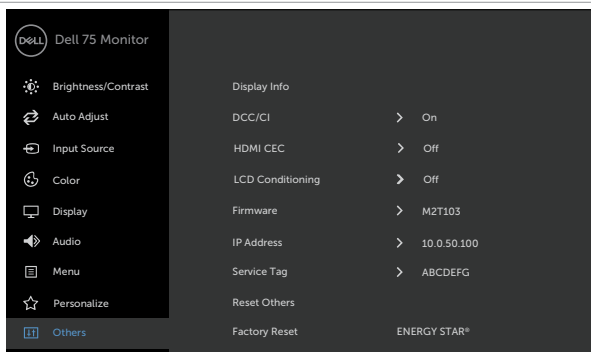 DELL Dell 75 Monitor
Brightness/Contrast Display Info
Auto Adjust DCC/CI On
Input Source HDMI CEC Off
Color LCD Conditioning Off
Display Firmware M2T103
Audio IP Address 10.0.50.100
Menu Service Tag ABCDEFG
Personalize Reset Others
Others Factory Reset ENERGY STAR®